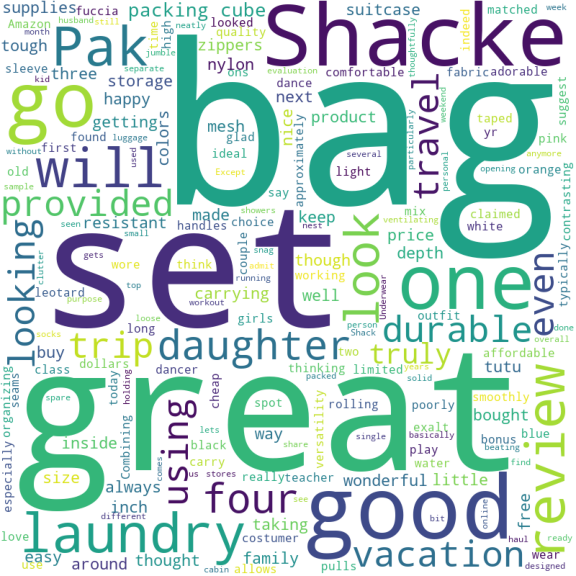 supplies
fuccia
packing cube
suitcase
matched
week
Amazon
husband
still
neatly
looked
quality
indeed
thoughtfully
month
jumble
tough
sleeve
time
high
zippers
Shacke
Pak
nylon
comfortable
fabric
adorable
kid
separate
evaluation
three
storage
ons
dance
weekend
suggest
go
happy
getting
bag
mesh
glad
next
product
travel
taped
yr
pink
luggage
found
first
used
without
colors
ideal
Except
nice
approximately
several
light
particularly
personal
opening
orange
anymore
contrasting
old
sample
will
say
claimed
white
typically
provided
resistant
made
choice
showers
keep
mix
ventilating
seen
small
handles
couple
nest
snag
look
price
depth
looking
set
gets
wore
think
admit
though
working
one
even
clutter
purpose
leotard
carrying
running
workout
well
Underwear
outfit
done
top
long
girls
person
Shack
durable
overall
socks
loose
trip
daughter
two
truly
affordable
buy
class
dollars
today
holding
dancer
cheap
thinking
limited
years
tutu
seams
organizing
packed
solid
smoothly
spare
great
spot
rolling
poorly
bought
review
inside
Combining
black
lets
way
share
versatility
single
exalt
basically
bonus
beating
blue
size
using
carry
us
stores
play
water
find
especially
always
comes
really
teacher
wonderful
little
inch
different
four
see
good
bit
online
free
laundry
taking
haul
wear
ready
love
easy
use
around
thought
costumer
cabin
allows
family
pulls
vacation
designed